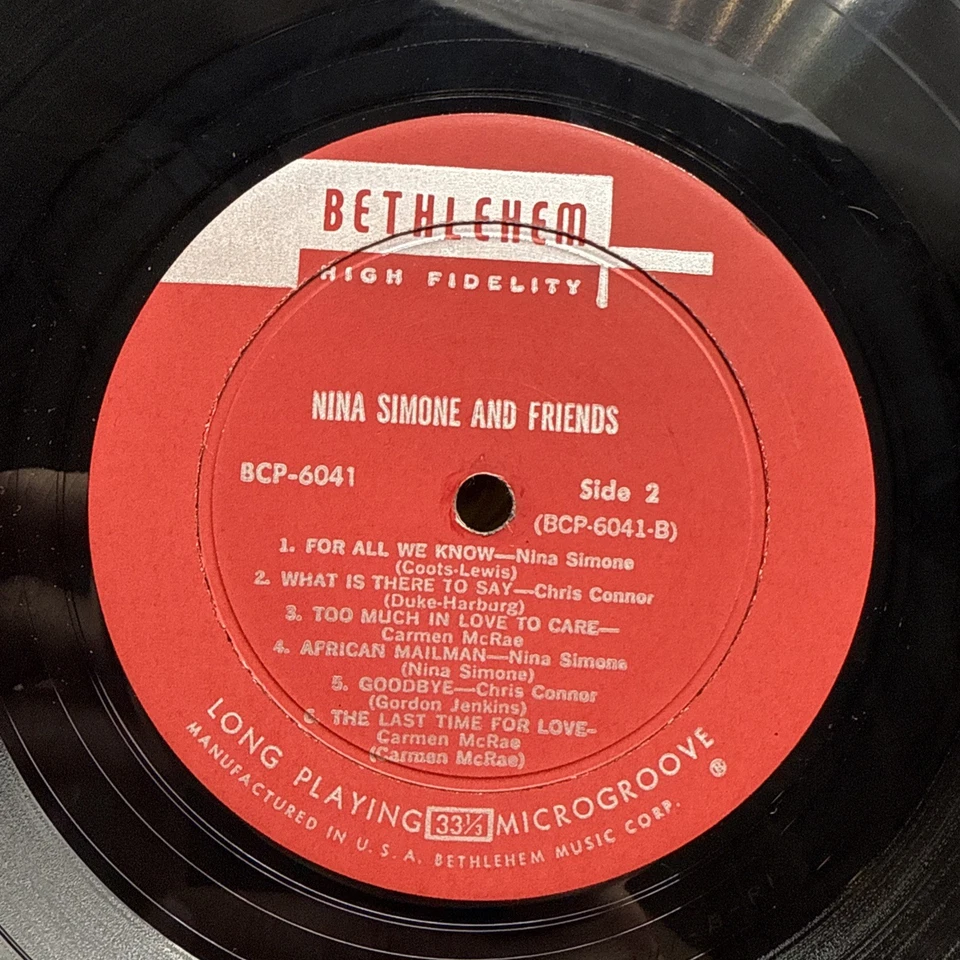 BETHLEHEM
HIGH FIDELITY
NINA SIMONE AND FRIENDS
BCP-6041
Side 2
(BCP-6041-B)
1. FOR ALL WE KNOW—Nina Simone
(Coots-Lewis)
2. WHAT IS THERE TO SAY—Chris Connor
(Duke-Harburg)
3. TOO MUCH IN LOVE TO CARE—
Carmen McRae
4. AFRICAN MAILMAN—Nina Simone
(Nina Simone)
5. GOODBYE—Chris Connor
(Gordon Jenkins)
6. THE LAST TIME FOR LOVE-
Carmen McRae
(Carmen McRae)
LONG PLAYING 33⅓ MICROGROOVE ®
MANUFACTURED IN U.S.A. BETHLEHEM MUSIC CORP.